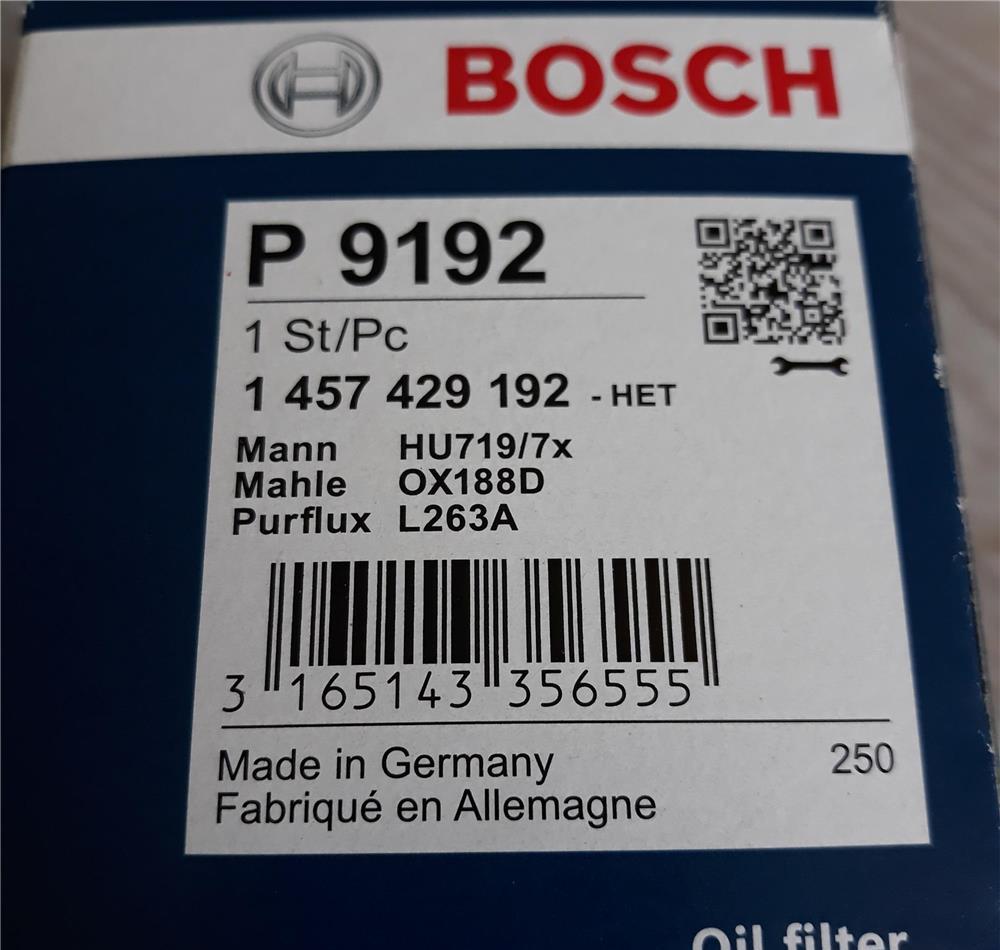 BOSCH
P 9192
1 St/Pc
1 457 429 192 - HET
Mann HU719/7x
Mahle OX188D
Purflux L263A
3 165143 356555
Made in Germany 250
Fabriqué en Allemagne
Oil filter